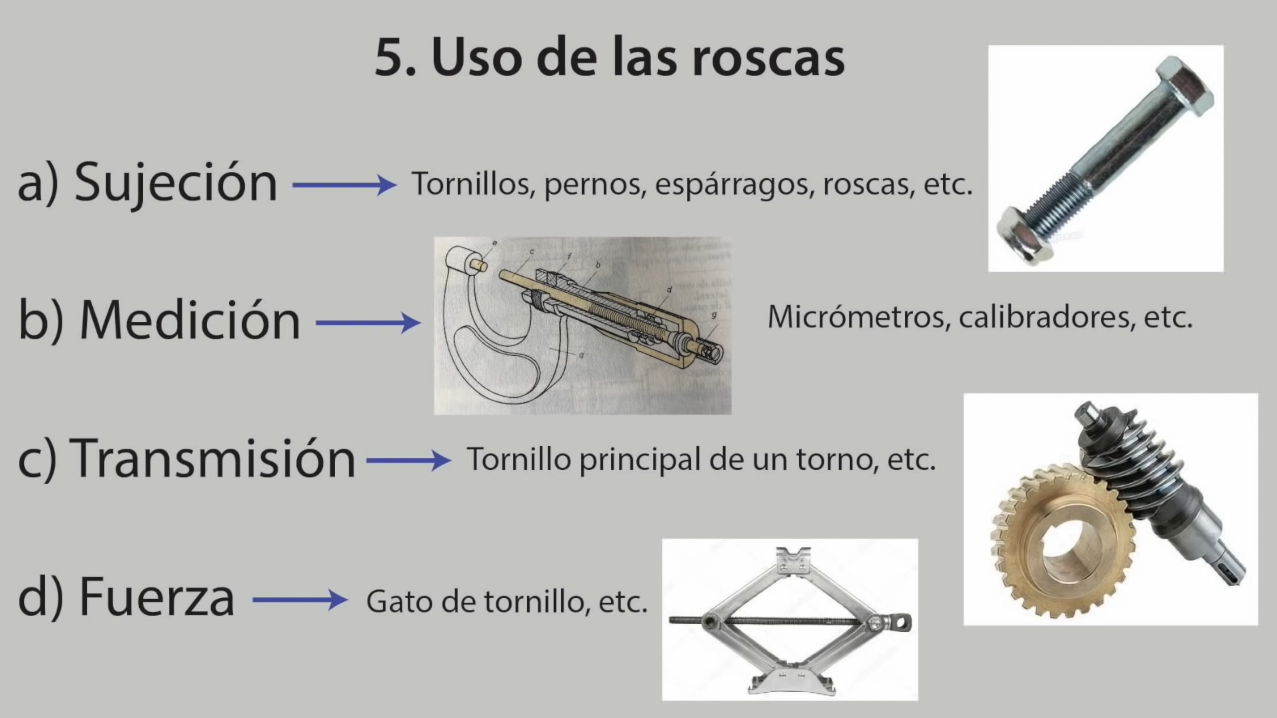 5. Uso de las roscas
a) Sujeción
Tornillos, pernos, espárragos, roscas, etc.
b) Medición
e
c
f
b
d
g
a
Micrómetros, calibradores, etc.
c) Transmisión
Tornillo principal de un torno, etc.
d) Fuerza
Gato de tornillo, etc.